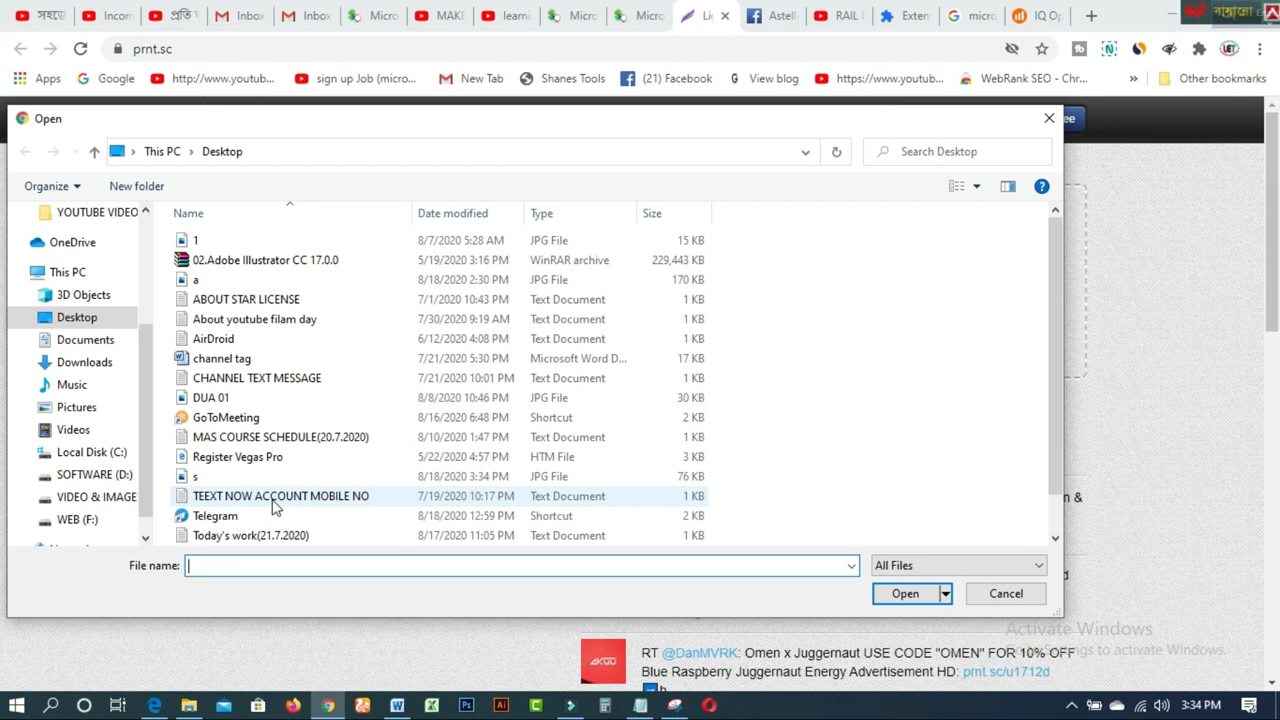 সহজে
Incom
প্রতি
Inbox
Inbox
Micro
MAKE
learni
Micro
Micro
Lig
Astell
RAIL E
Exten
micro
IQ Op
prnt.sc
Apps
Google
http://www.youtub...
sign up Job (micro...
New Tab
Shanes Tools
(21) Facebook
View blog
https://www.youtu...
WebRank SEO - Chr...
»
Other bookmarks
ee
Open
This PC > Desktop
Search Desktop
Organize
New folder
Name
Date modified
Type
Size
YOUTUBE VIDEO
OneDrive
This PC
3D Objects
Desktop
Documents
Downloads
Music
Pictures
Videos
Local Disk (C:)
SOFTWARE (D:)
VIDEO & IMAGE
WEB (F:)
1 8/7/2020 5:28 AM JPG File 15 KB
02.Adobe Illustrator CC 17.0.0 5/19/2020 3:16 PM WinRAR archive 229,443 KB
a 8/18/2020 2:30 PM JPG File 170 KB
ABOUT STAR LICENSE 7/1/2020 10:43 PM Text Document 1 KB
About youtube filam day 7/30/2020 9:19 AM Text Document 1 KB
AirDroid 6/12/2020 4:08 PM Text Document 1 KB
channel tag 7/21/2020 5:30 PM Microsoft Word D... 17 KB
CHANNEL TEXT MESSAGE 7/21/2020 10:01 PM Text Document 1 KB
DUA 01 8/8/2020 10:46 PM JPG File 30 KB
GoToMeeting 8/16/2020 6:48 PM Shortcut 2 KB
MAS COURSE SCHEDULE(20.7.2020) 8/10/2020 1:47 PM Text Document 1 KB
Register Vegas Pro 5/22/2020 4:57 PM HTM File 3 KB
s 8/18/2020 3:34 PM JPG File 76 KB
TEEXT NOW ACCOUNT MOBILE NO 7/19/2020 10:17 PM Text Document 1 KB
Telegram 8/18/2020 12:59 PM Shortcut 2 KB
Today's work(21.7.2020) 8/17/2020 11:05 PM Text Document 1 KB
n &
d
File name:
All Files
Open
Cancel
Activate Windows
Go to Settings to activate Windows.
RT @DanMVRK: Omen x Juggernaut USE CODE "OMEN" FOR 10% OFF
Blue Raspberry Juggernaut Energy Advertisement HD: prnt.sc/u1712d
3:34 PM